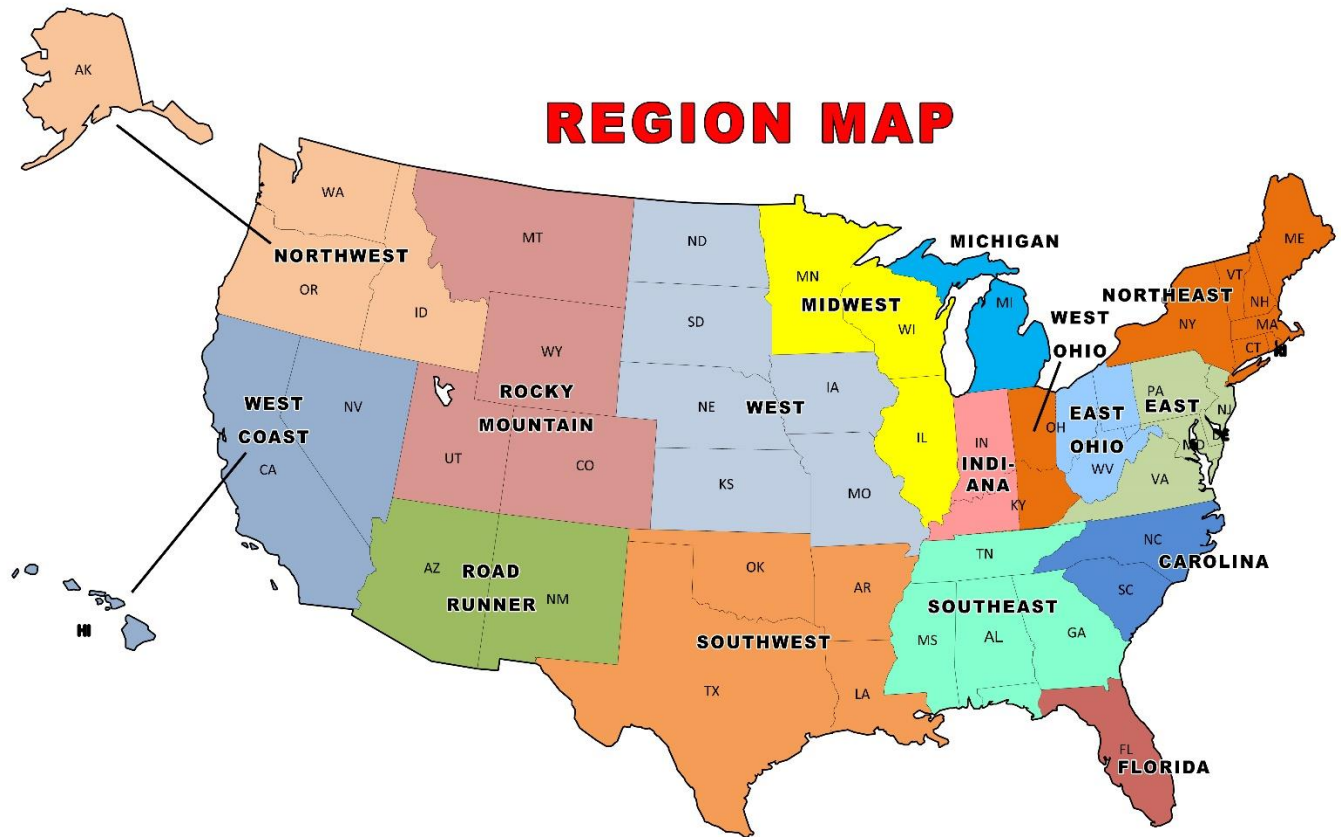 REGION MAP
AK
WA
NORTHWEST
OR
ID
MT
WY
ROCKY
MOUNTAIN
UT
CO
WEST
COAST
NV
CA
HI
ND
SD
NE
WEST
IA
KS
MO
MN
MIDWEST
WI
IL
MICHIGAN
MI
WEST
OHIO
OH
IN
INDI-
ANA
KY
EAST
OHIO
WV
PA
EAST
NJ
MD
DE
VA
NORTHEAST
ME
VT
NH
NY
MA
CT
AZ
ROAD
RUNNER
NM
OK
AR
SOUTHWEST
TX
LA
TN
SOUTHEAST
MS
AL
GA
NC
CAROLINA
SC
FL
FLORIDA